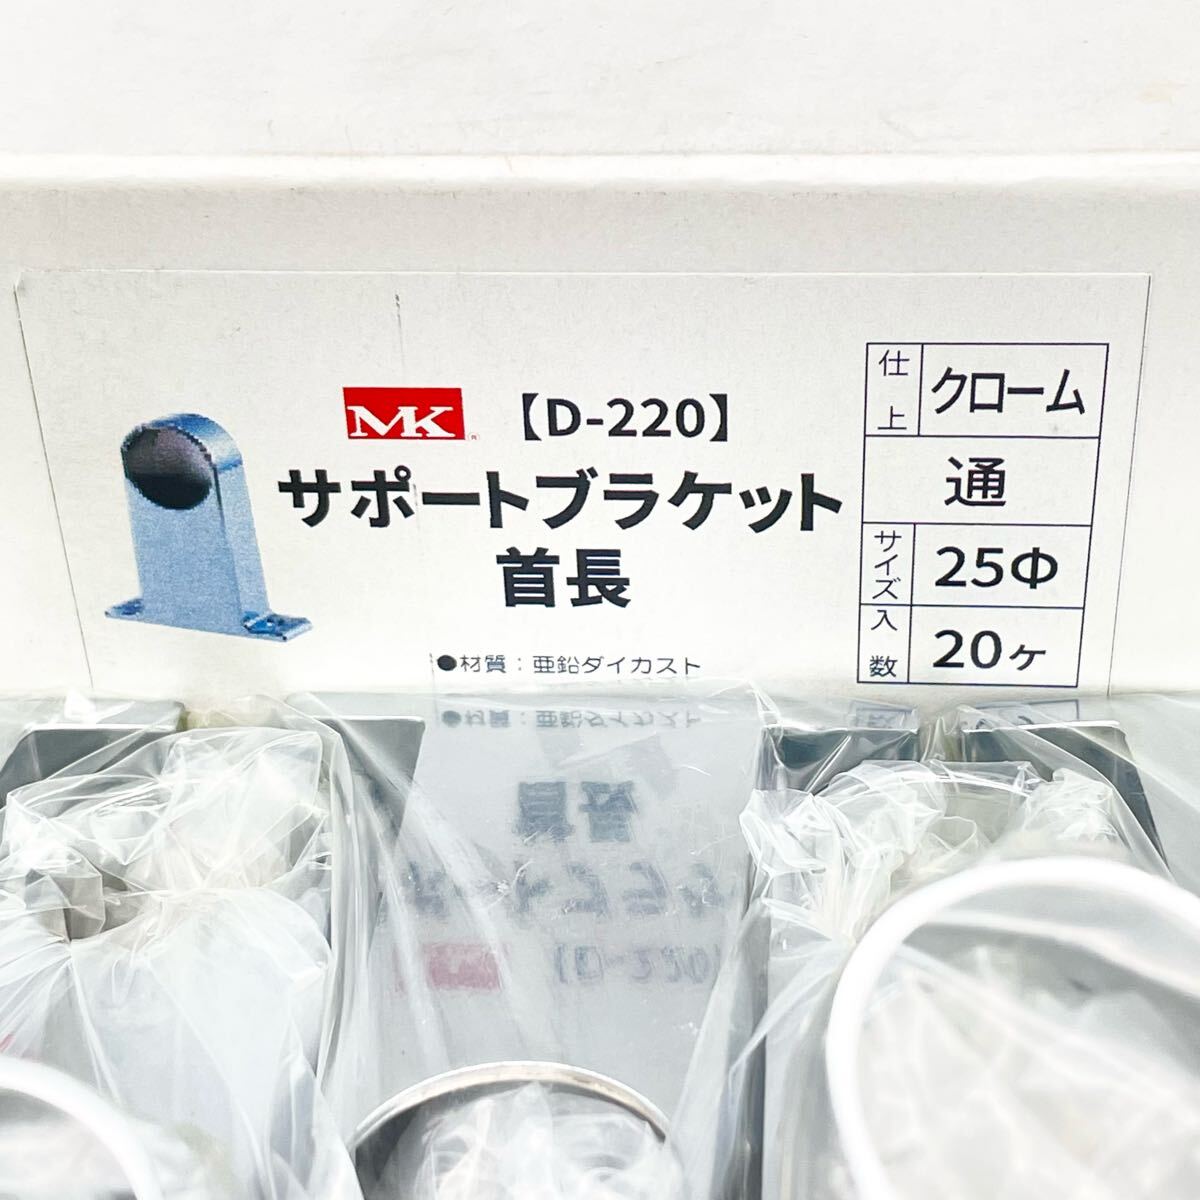 MK 【D-220】
サポートブラケット
首長
●材質：亜鉛ダイカスト
仕上 クローム
通
サイズ 25Φ
入数 20ヶ